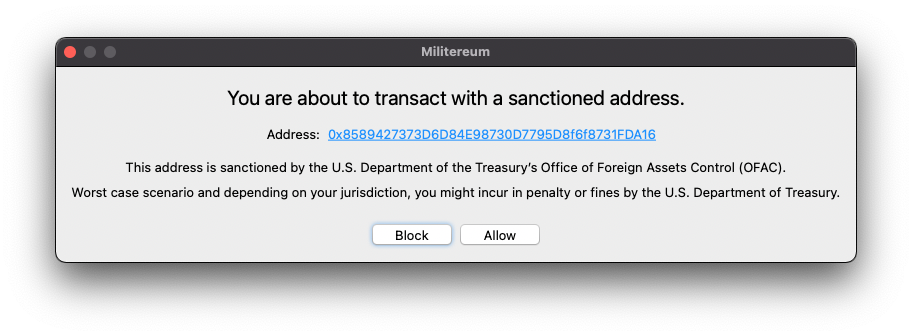 Militereum
You are about to transact with a sanctioned address.
Address: 0x8589427373D6D84E98730D7795D8f6f8731FDA16
This address is sanctioned by the U.S. Department of the Treasury’s Office of Foreign Assets Control (OFAC).
Worst case scenario and depending on your jurisdiction, you might incur in penalty or fines by the U.S. Department of Treasury.
Block Allow